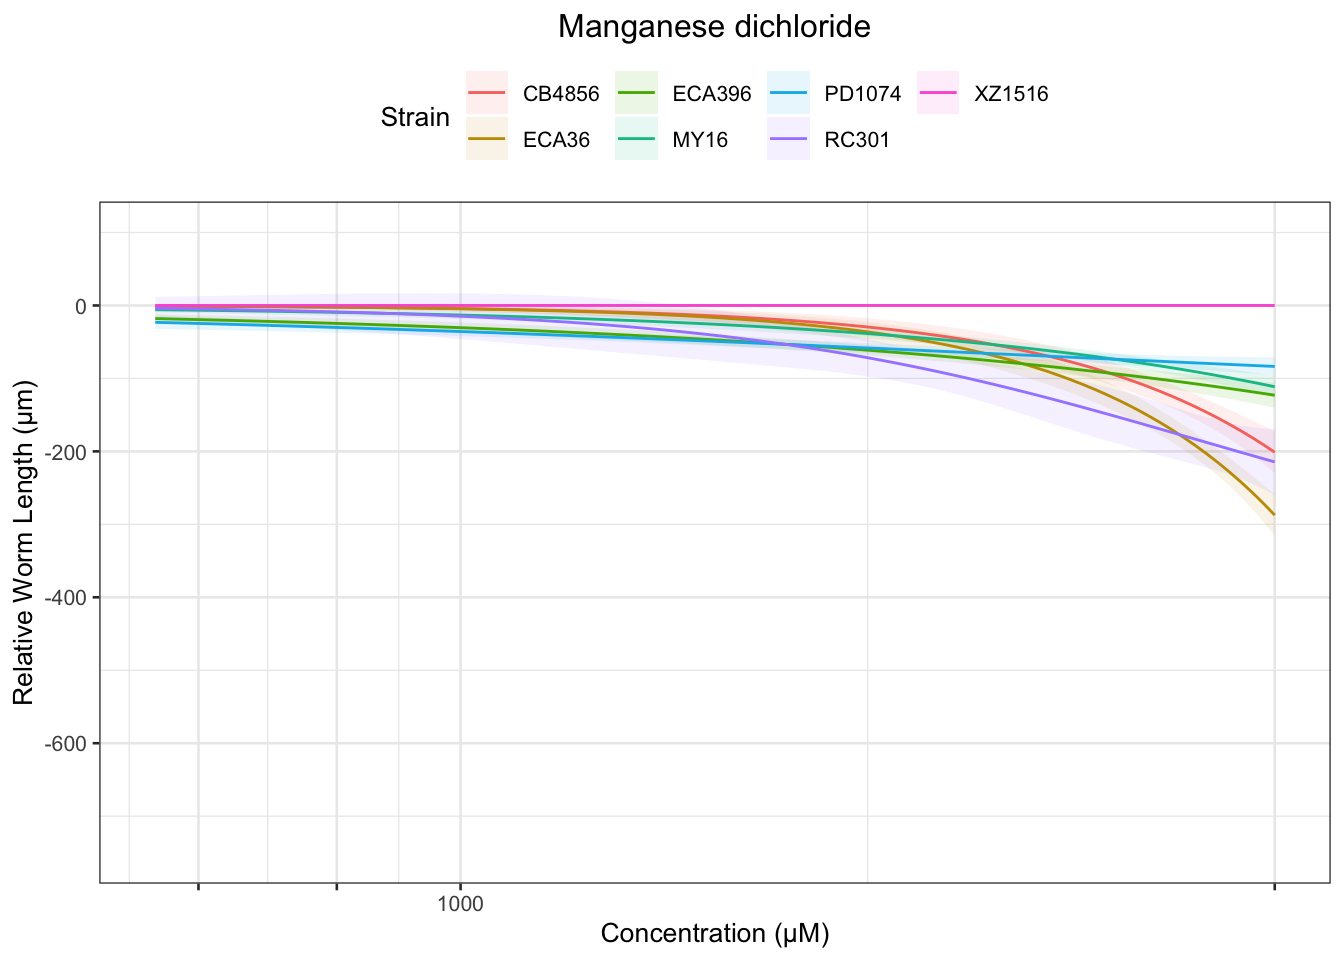 Manganese dichloride
Strain
CB4856 ECA396 PD1074 XZ1516
ECA36 MY16 RC301
0
-200
-400
-600
Relative Worm Length (µm)
1000
Concentration (µM)